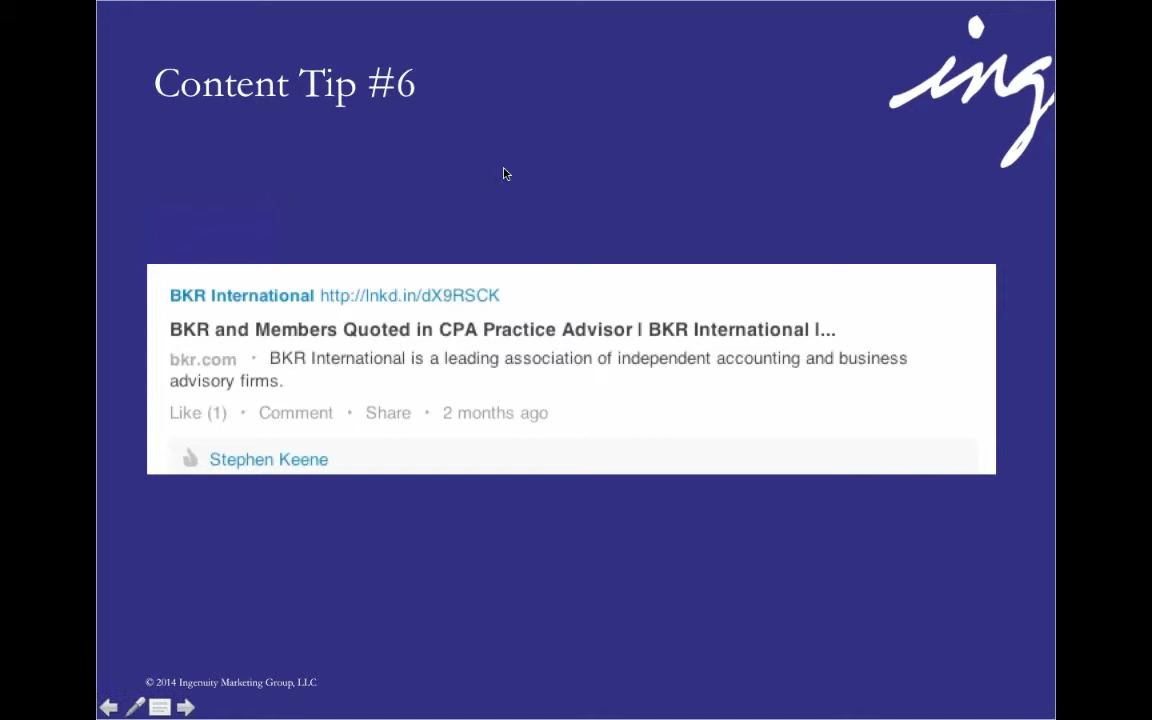 ing
Content Tip #6
BKR International http://lnkd.in/dX9RSCK
BKR and Members Quoted in CPA Practice Advisor | BKR International |...
bkr.com • BKR International is a leading association of independent accounting and business
advisory firms.
Like (1) • Comment • Share • 2 months ago
Stephen Keene
© 2014 Ingenuity Marketing Group, LLC